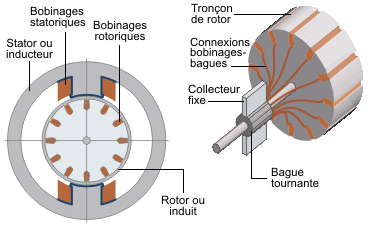 Bobinages
statoriques
Bobinages
rotoriques
Stator ou
inducteur
Rotor ou
induit
Tronçon
de rotor
Connexions
bobinages-
bagues
Collecteur
fixe
Bague
tournante